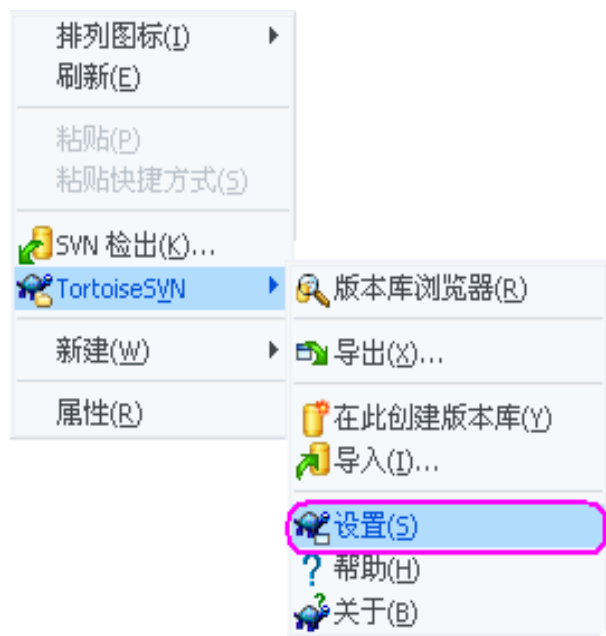 排列图标(I)
刷新(E)
粘贴(P)
粘贴快捷方式(S)
SVN 检出(K)...
TortoiseSVN
新建(W)
属性(R)
版本库浏览器(R)
导出(X)...
在此创建版本库(Y)
导入(I)...
设置(S)
帮助(H)
关于(B)